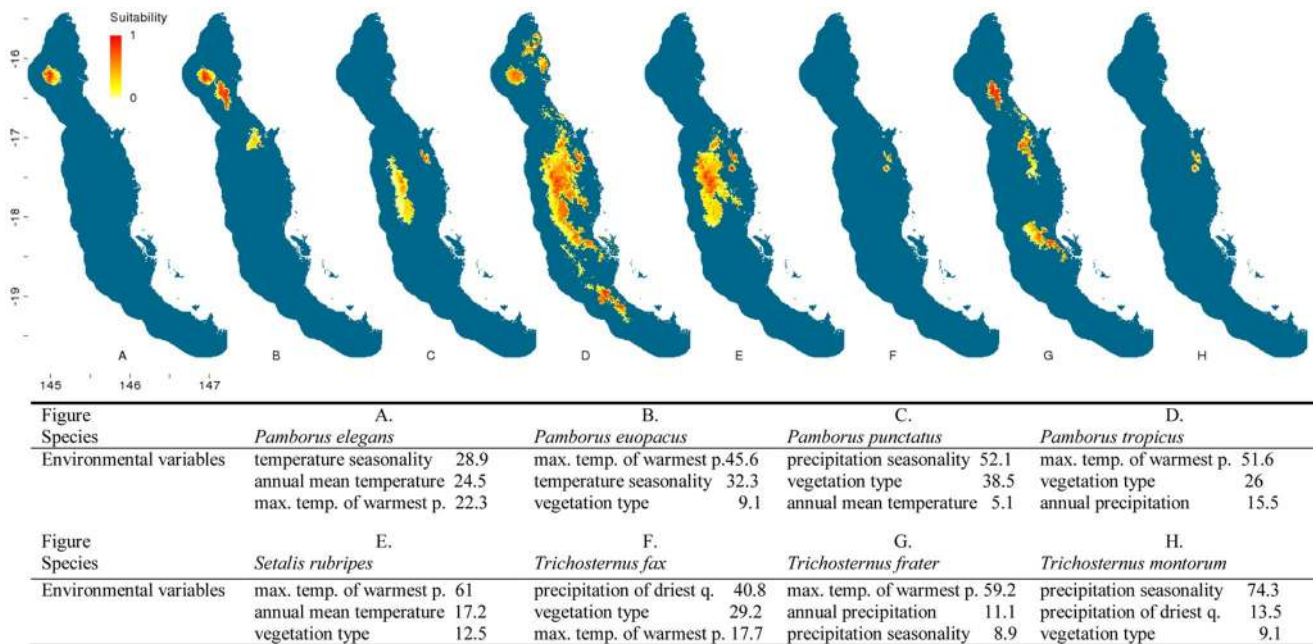 Suitability
1
0
-16
-17
-18
-19
A B C D E F G H
145 146 147
Figure A. B. C. D.
Species Pamborus elegans Pamborus euopacus Pamborus punctatus Pamborus tropicus
Environmental variables temperature seasonality 28.9 max. temp. of warmest p. 45.6 precipitation seasonality 52.1 max. temp. of warmest p. 51.6
annual mean temperature 24.5 temperature seasonality 32.3 vegetation type 38.5 vegetation type 26
max. temp. of warmest p. 22.3 vegetation type 9.1 annual mean temperature 5.1 annual precipitation 15.5
Figure E. F. G. H.
Species Setalis rubripes Trichosternus fax Trichosternus frater Trichosternus montorum
Environmental variables max. temp. of warmest p. 61 precipitation of driest q. 40.8 max. temp. of warmest p. 59.2 precipitation seasonality 74.3
annual mean temperature 17.2 vegetation type 29.2 annual precipitation 11.1 precipitation of driest q. 13.5
vegetation type 12.5 max. temp. of warmest p. 17.7 precipitation seasonality 8.9 vegetation type 9.1